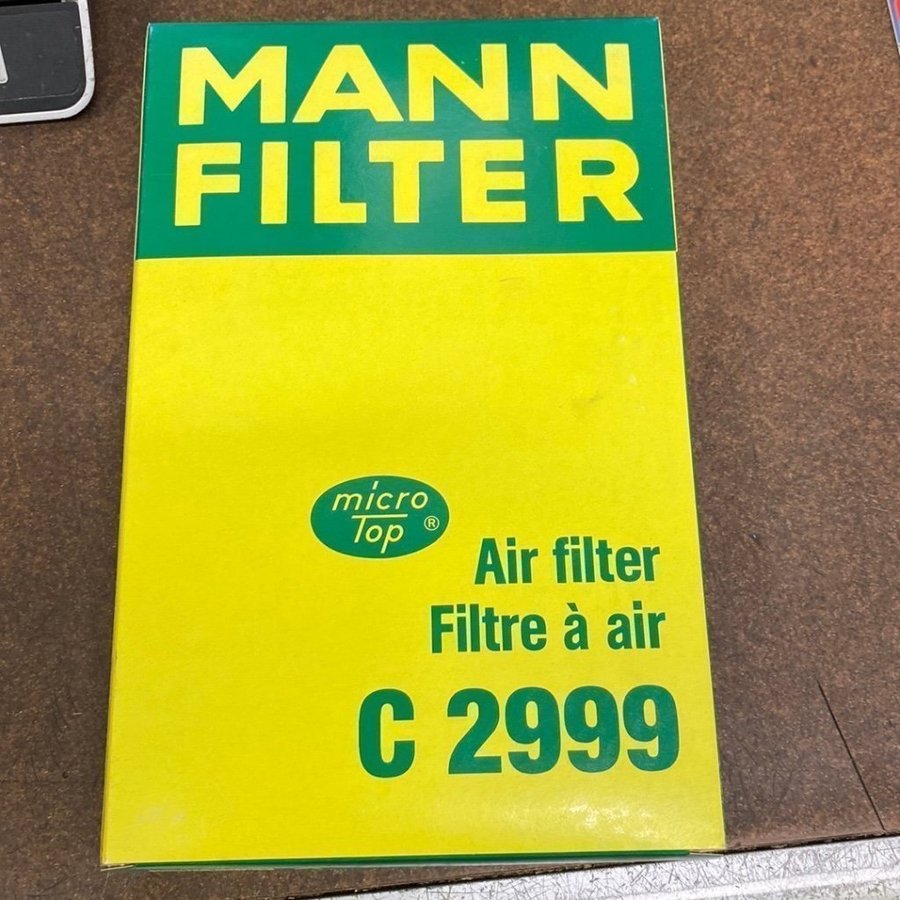 MANN
FILTER
micro
Top ®
Air filter
Filtre à air
C 2999